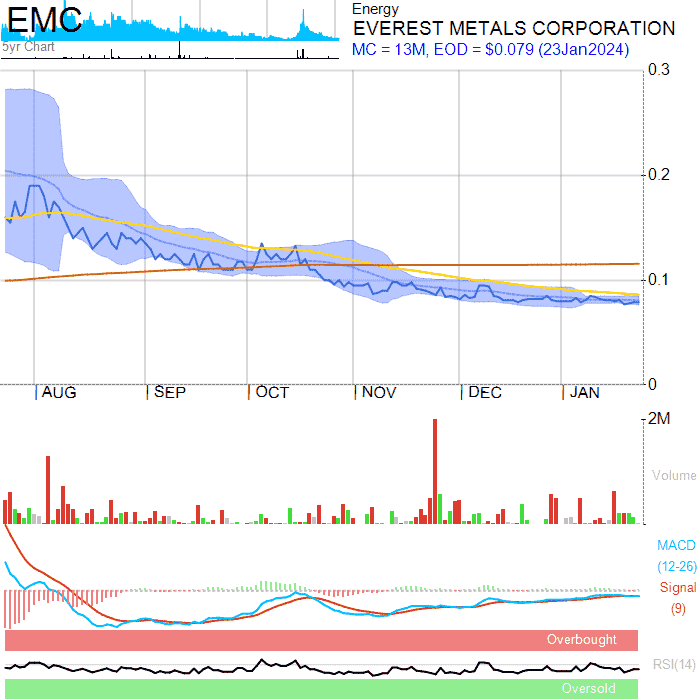 EMC
5yr Chart
Energy
EVEREST METALS CORPORATION
MC = 13M, EOD = $0.079 (23Jan2024)
0.3
0.2
0.1
0
AUG SEP OCT NOV DEC JAN
2M
Volume
MACD
(12-26)
Signal
(9)
Overbought
RSI(14)
Oversold